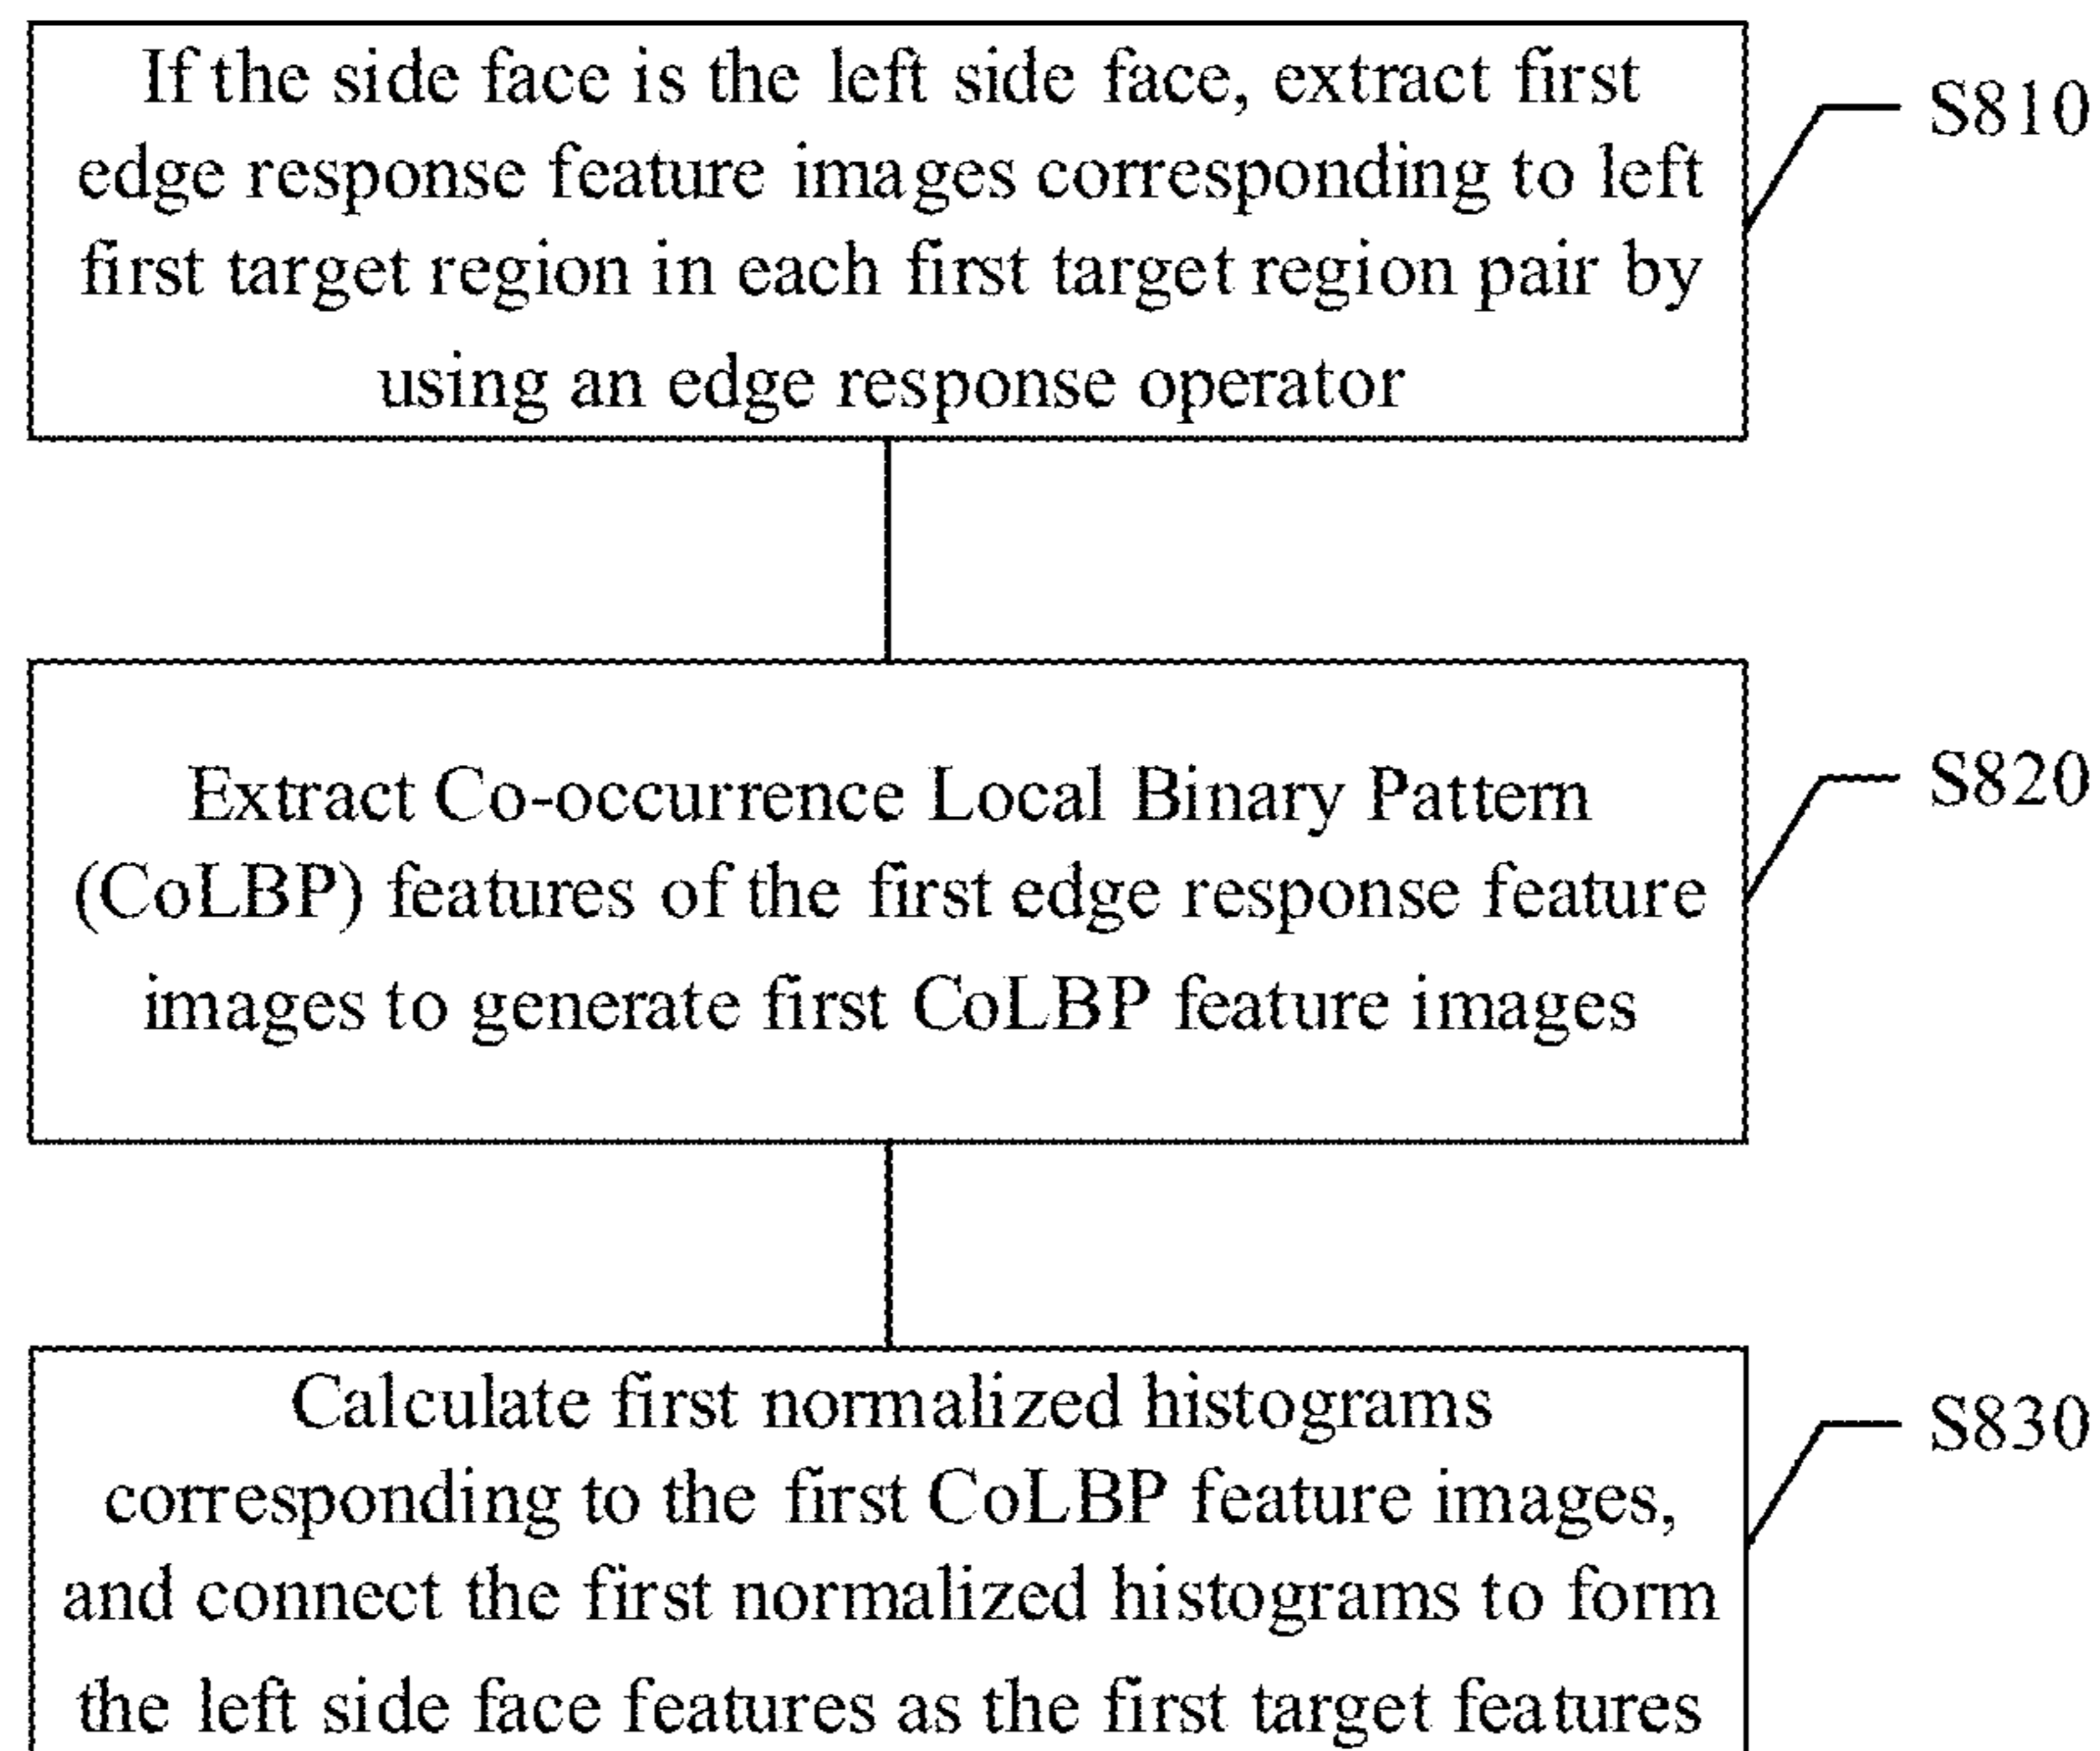 If the side face is the left side face, extract first
edge response feature images corresponding to left
first target region in each first target region pair by
using an edge response operator
S810
Extract Co-occurrence Local Binary Pattern
(CoLBP) features of the first edge response feature
images to generate first CoLBP feature images
S820
Calculate first normalized histograms
corresponding to the first CoLBP feature images,
and connect the first normalized histograms to form
the left side face features as the first target features
S830